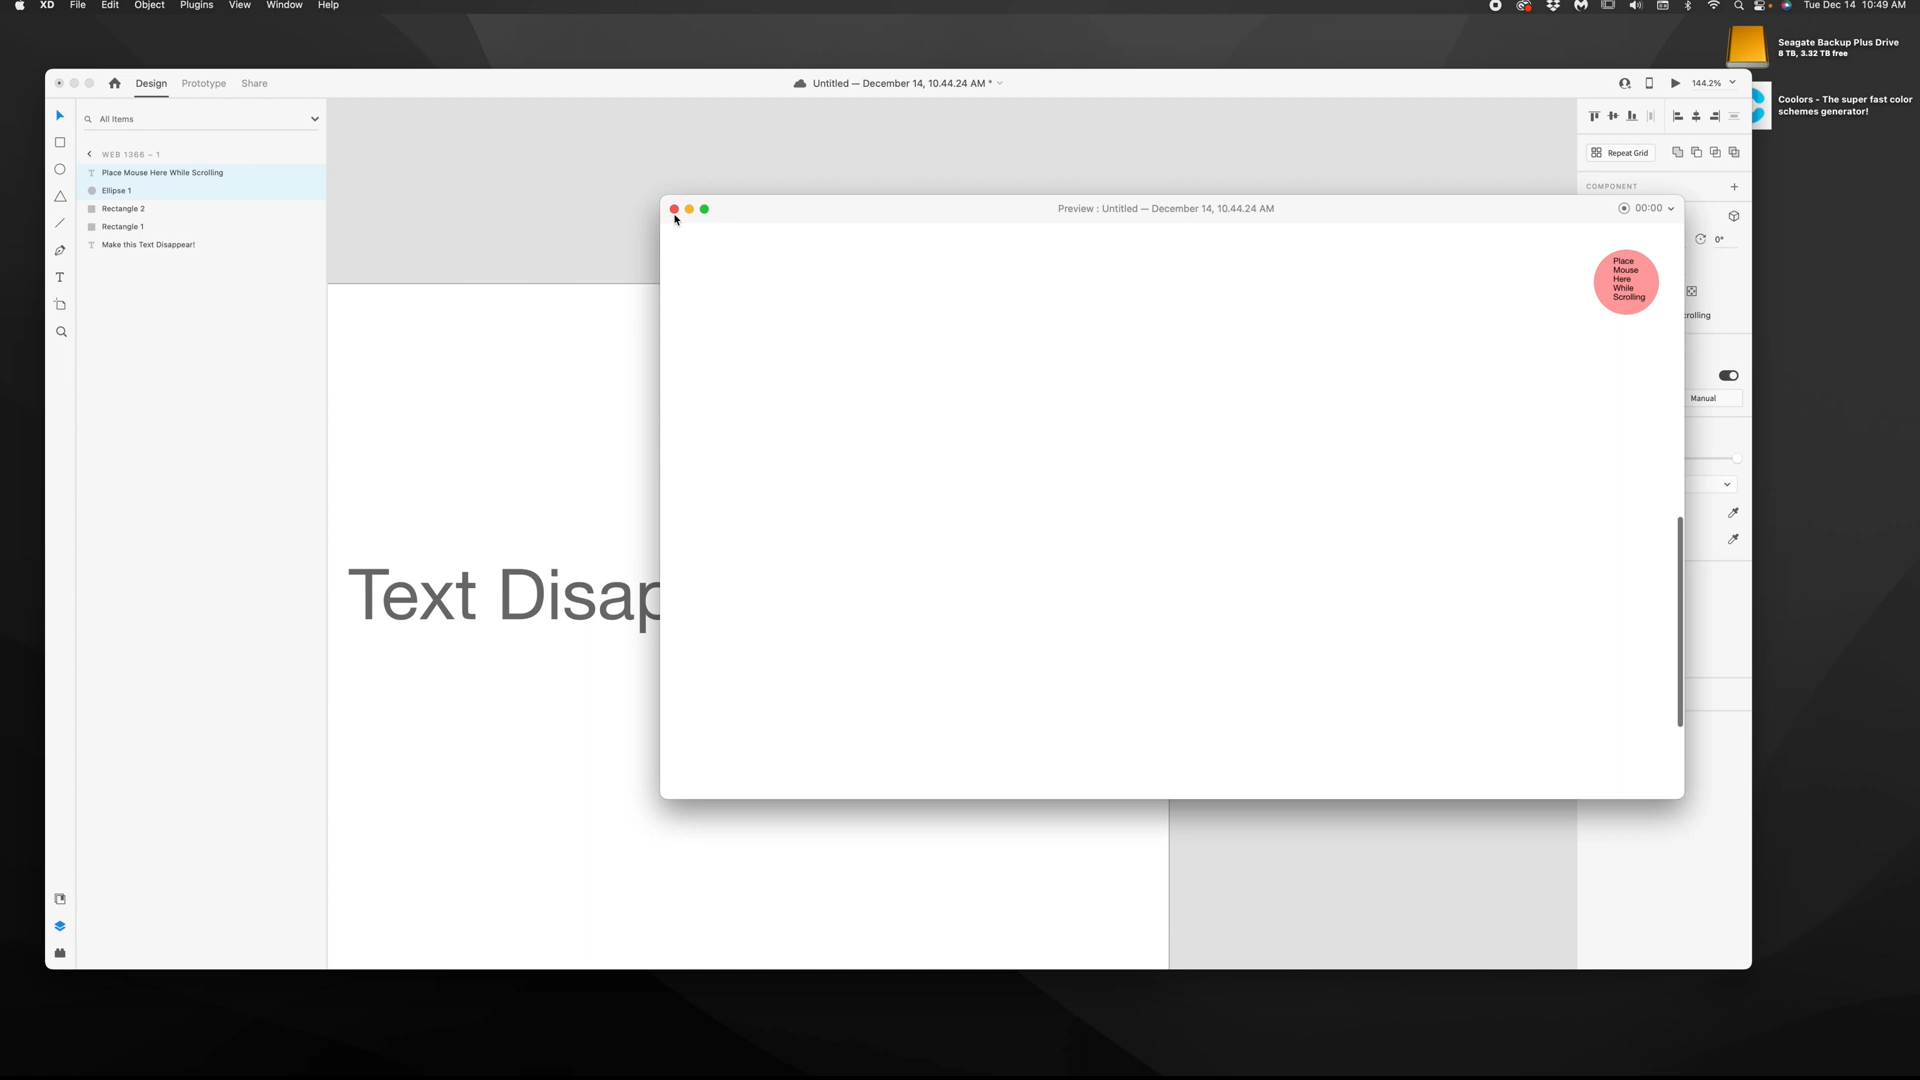 XD File Edit Object Plugins View Window Help
Tue Dec 14 10:49 AM
Seagate Backup Plus Drive
8 TB, 3.32 TB free
Coolors - The super fast color
schemes generator!
Design Prototype Share
Untitled — December 14, 10.44.24 AM *
144.2%
All Items
WEB 1366 – 1
Place Mouse Here While Scrolling
Ellipse 1
Rectangle 2
Rectangle 1
Make this Text Disappear!
Repeat Grid
COMPONENT
Preview : Untitled — December 14, 10.44.24 AM
00:00
0°
Place
Mouse
Here
While
Scrolling
crolling
Manual
Text Disap